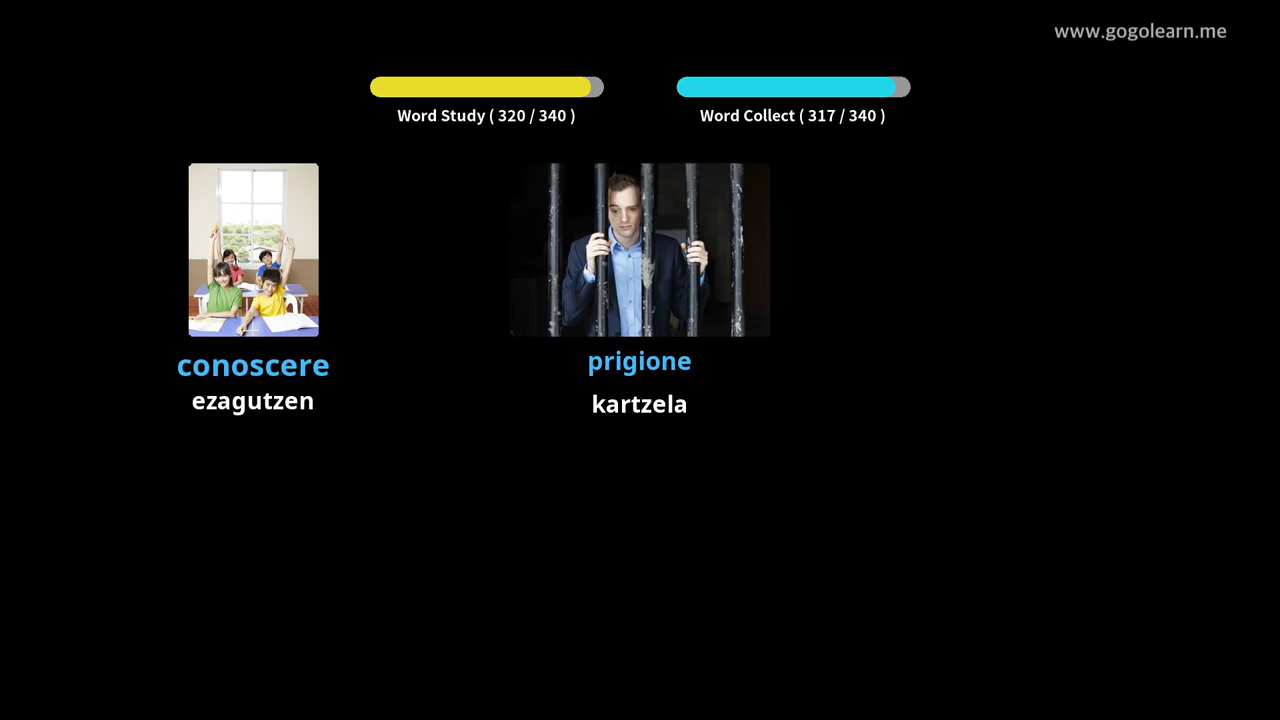 www.gogolearn.me
Word Study ( 320 / 340 )
Word Collect ( 317 / 340 )
conoscere
ezagutzen
prigione
kartzela